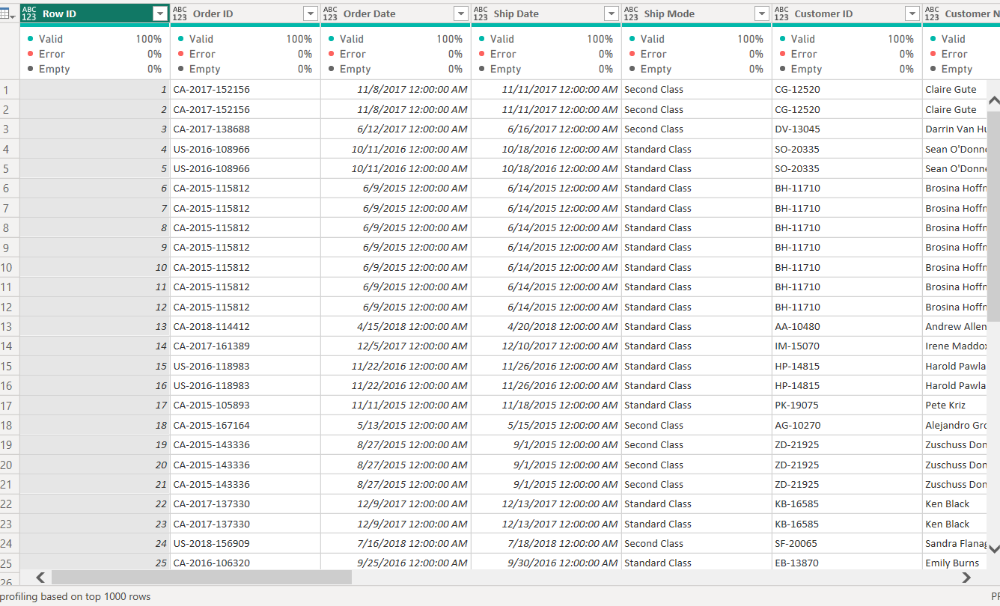 ABC 123 Row ID ABC 123 Order ID ABC 123 Order Date ABC 123 Ship Date ABC 123 Ship Mode ABC 123 Customer ID ABC 123 Customer N
Valid 100% Valid 100% Valid 100% Valid 100% Valid 100% Valid 100% Valid
Error 0% Error 0% Error 0% Error 0% Error 0% Error 0% Error
Empty 0% Empty 0% Empty 0% Empty 0% Empty 0% Empty 0% Empty
1 1 CA-2017-152156 11/8/2017 12:00:00 AM 11/11/2017 12:00:00 AM Second Class CG-12520 Claire Gute
2 2 CA-2017-152156 11/8/2017 12:00:00 AM 11/11/2017 12:00:00 AM Second Class CG-12520 Claire Gute
3 3 CA-2017-138688 6/12/2017 12:00:00 AM 6/16/2017 12:00:00 AM Second Class DV-13045 Darrin Van Hu
4 4 US-2016-108966 10/11/2016 12:00:00 AM 10/18/2016 12:00:00 AM Standard Class SO-20335 Sean O'Donne
5 5 US-2016-108966 10/11/2016 12:00:00 AM 10/18/2016 12:00:00 AM Standard Class SO-20335 Sean O'Donne
6 6 CA-2015-115812 6/9/2015 12:00:00 AM 6/14/2015 12:00:00 AM Standard Class BH-11710 Brosina Hoffm
7 7 CA-2015-115812 6/9/2015 12:00:00 AM 6/14/2015 12:00:00 AM Standard Class BH-11710 Brosina Hoffm
8 8 CA-2015-115812 6/9/2015 12:00:00 AM 6/14/2015 12:00:00 AM Standard Class BH-11710 Brosina Hoffm
9 9 CA-2015-115812 6/9/2015 12:00:00 AM 6/14/2015 12:00:00 AM Standard Class BH-11710 Brosina Hoffm
10 10 CA-2015-115812 6/9/2015 12:00:00 AM 6/14/2015 12:00:00 AM Standard Class BH-11710 Brosina Hoffm
11 11 CA-2015-115812 6/9/2015 12:00:00 AM 6/14/2015 12:00:00 AM Standard Class BH-11710 Brosina Hoffm
12 12 CA-2015-115812 6/9/2015 12:00:00 AM 6/14/2015 12:00:00 AM Standard Class BH-11710 Brosina Hoffm
13 13 CA-2018-114412 4/15/2018 12:00:00 AM 4/20/2018 12:00:00 AM Standard Class AA-10480 Andrew Allen
14 14 CA-2017-161389 12/5/2017 12:00:00 AM 12/10/2017 12:00:00 AM Standard Class IM-15070 Irene Maddox
15 15 US-2016-118983 11/22/2016 12:00:00 AM 11/26/2016 12:00:00 AM Standard Class HP-14815 Harold Pawla
16 16 US-2016-118983 11/22/2016 12:00:00 AM 11/26/2016 12:00:00 AM Standard Class HP-14815 Harold Pawla
17 17 CA-2015-105893 11/11/2015 12:00:00 AM 11/18/2015 12:00:00 AM Standard Class PK-19075 Pete Kriz
18 18 CA-2015-167164 5/13/2015 12:00:00 AM 5/15/2015 12:00:00 AM Second Class AG-10270 Alejandro Gro
19 19 CA-2015-143336 8/27/2015 12:00:00 AM 9/1/2015 12:00:00 AM Second Class ZD-21925 Zuschuss Don
20 20 CA-2015-143336 8/27/2015 12:00:00 AM 9/1/2015 12:00:00 AM Second Class ZD-21925 Zuschuss Don
21 21 CA-2015-143336 8/27/2015 12:00:00 AM 9/1/2015 12:00:00 AM Second Class ZD-21925 Zuschuss Don
22 22 CA-2017-137330 12/9/2017 12:00:00 AM 12/13/2017 12:00:00 AM Standard Class KB-16585 Ken Black
23 23 CA-2017-137330 12/9/2017 12:00:00 AM 12/13/2017 12:00:00 AM Standard Class KB-16585 Ken Black
24 24 US-2018-156909 7/16/2018 12:00:00 AM 7/18/2018 12:00:00 AM Second Class SF-20065 Sandra Flanag
25 25 CA-2016-106320 9/25/2016 12:00:00 AM 9/30/2016 12:00:00 AM Standard Class EB-13870 Emily Burns
26
profiling based on top 1000 rows PR